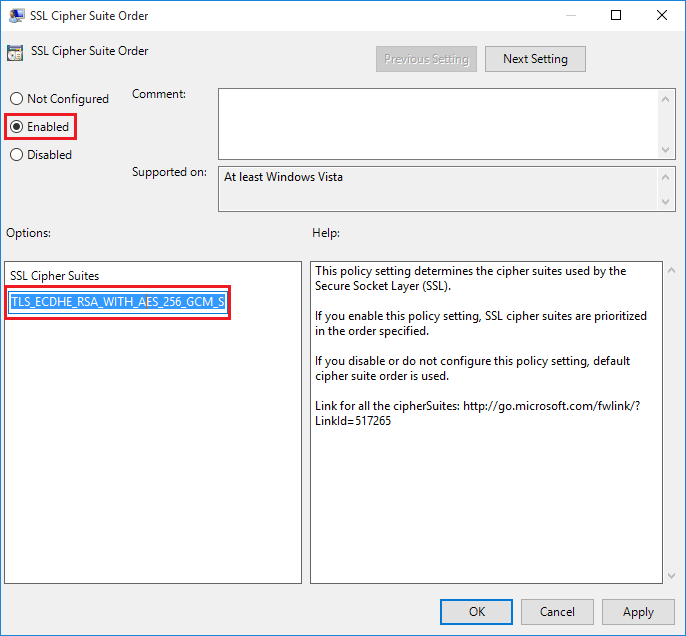 SSL Cipher Suite Order
SSL Cipher Suite Order
Previous Setting
Next Setting
Not Configured
Enabled
Disabled
Comment:
Supported on:
At least Windows Vista
Options:
Help:
SSL Cipher Suites
TLS_ECDHE_RSA_WITH_AES_256_GCM_S
This policy setting determines the cipher suites used by the
Secure Socket Layer (SSL).
If you enable this policy setting, SSL cipher suites are prioritized
in the order specified.
If you disable or do not configure this policy setting, default
cipher suite order is used.
Link for all the cipherSuites: http://go.microsoft.com/fwlink/?
LinkId=517265
OK
Cancel
Apply